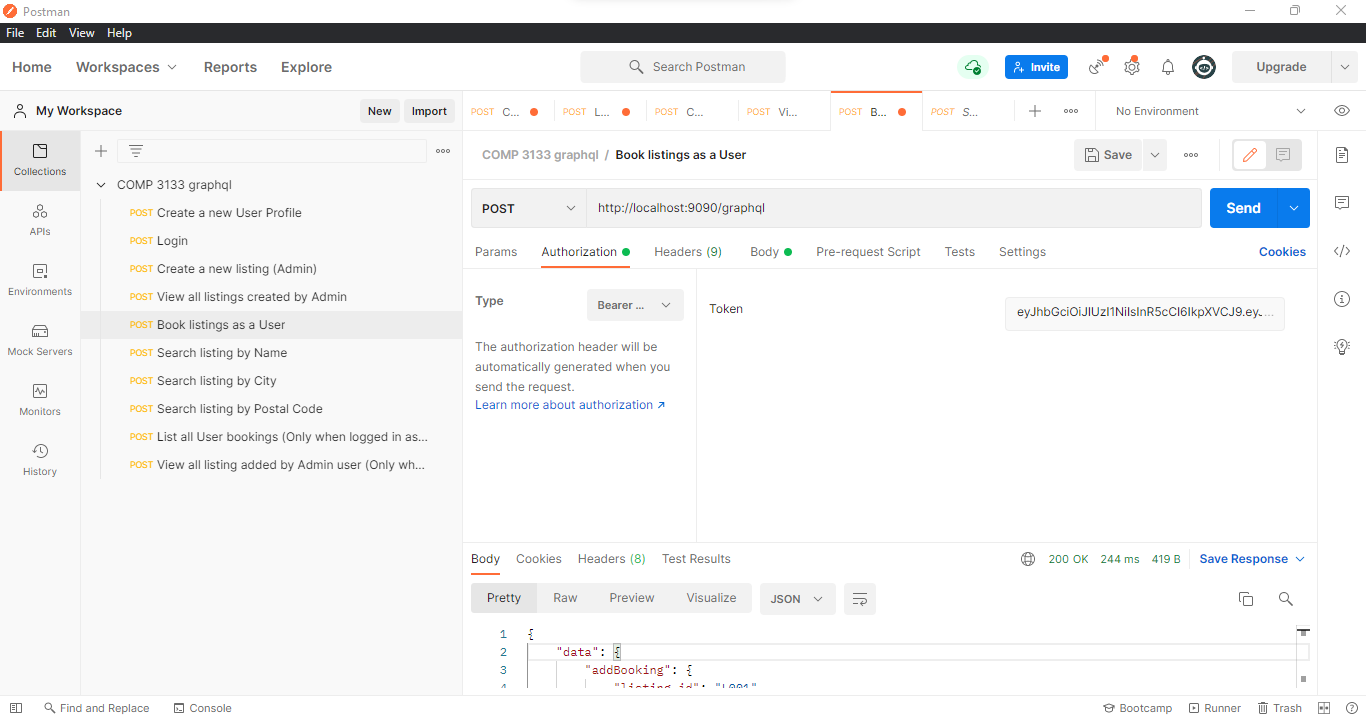 Postman
File Edit View Help
Home Workspaces Reports Explore Search Postman Invite Upgrade
My Workspace New Import
POST C... POST L... POST C... POST Vi... POST B... POST S... No Environment
Collections
APIs
Environments
Mock Servers
Monitors
History
COMP 3133 graphql
POST Create a new User Profile
POST Login
POST Create a new listing (Admin)
POST View all listings created by Admin
POST Book listings as a User
POST Search listing by Name
POST Search listing by City
POST Search listing by Postal Code
POST List all User bookings (Only when logged in as...
POST View all listing added by Admin user (Only wh...
COMP 3133 graphql / Book listings as a User Save
POST http://localhost:9090/graphql Send
Params Authorization Headers (9) Body Pre-request Script Tests Settings Cookies
Type Bearer ...
The authorization header will be
automatically generated when you
send the request.
Learn more about authorization ↗
Token eyJhbGciOiJIUzI1NiIsInR5cCI6IkpXVCJ9.eyJ...
Body Cookies Headers (8) Test Results 200 OK 244 ms 419 B Save Response
Pretty Raw Preview Visualize JSON
1 {
2 "data": {
3 "addBooking": {
4 "listing_id": "L001"
Find and Replace Console Bootcamp Runner Trash